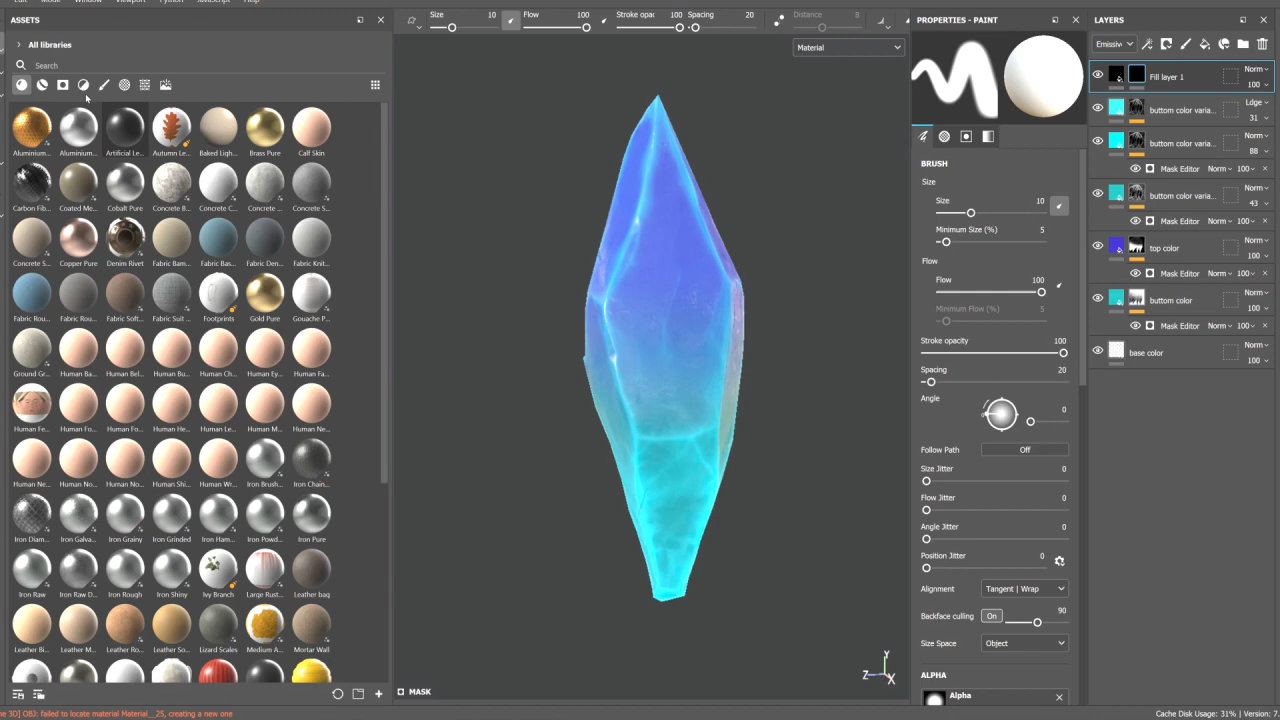 Edit Mode Window Viewport Python JavaScript Help
ASSETS
Size 10 Flow 100 Stroke opac 100 Spacing 20 Distance 8
Material
All libraries
Search
Aluminium... Aluminium... Artificial Le... Autumn Le... Baked Ligh... Brass Pure Calf Skin
Carbon Fib... Coated Me... Cobalt Pure Concrete B... Concrete C... Concrete ... Concrete S...
Concrete S... Copper Pure Denim Rivet Fabric Bam... Fabric Bas... Fabric Den... Fabric Knit...
Fabric Rou... Fabric Rou... Fabric Soft... Fabric Suit... Footprints Gold Pure Gouache P...
Ground Gr... Human Ba... Human Bel... Human Bu... Human Ch... Human Ey... Human Fa...
Human Fe... Human Fo... Human Fo... Human He... Human Leg... Human M... Human Ne...
Human Ne... Human No... Human No... Human Shi... Human Wr... Iron Brush... Iron Chain...
Iron Diam... Iron Galva... Iron Grainy Iron Grinded Iron Ham... Iron Powd... Iron Pure
Iron Raw Iron Raw D... Iron Rough Iron Shiny Ivy Branch Large Rust... Leather bag
Leather Bi... Leather M... Leather Ro... Leather So... Lizard Scales Medium A... Mortar Wall
MASK
Y
Z
X
PROPERTIES - PAINT
BRUSH
Size
Size 10
Minimum Size (%) 5
Flow
Flow 100
Minimum Flow (%) 5
Stroke opacity 100
Spacing 20
Angle 0
Follow Path Off
Size Jitter 0
Flow Jitter 0
Angle Jitter 0
Position Jitter 0
Alignment Tangent | Wrap
Backface culling On 90
Size Space Object
ALPHA
Alpha
LAYERS
Emissiv
Fill layer 1 Norm 100
buttom color varia... Ldge 31
buttom color varia... Norm 88
Mask Editor Norm 100
buttom color varia... Norm 43
Mask Editor Norm 100
top color Norm 100
Mask Editor Norm 100
buttom color Norm 100
Mask Editor Norm 100
base color Norm 100
e 3D] OBJ: failed to locate material Material__25, creating a new one
Cache Disk Usage: 31% | Version: 7.